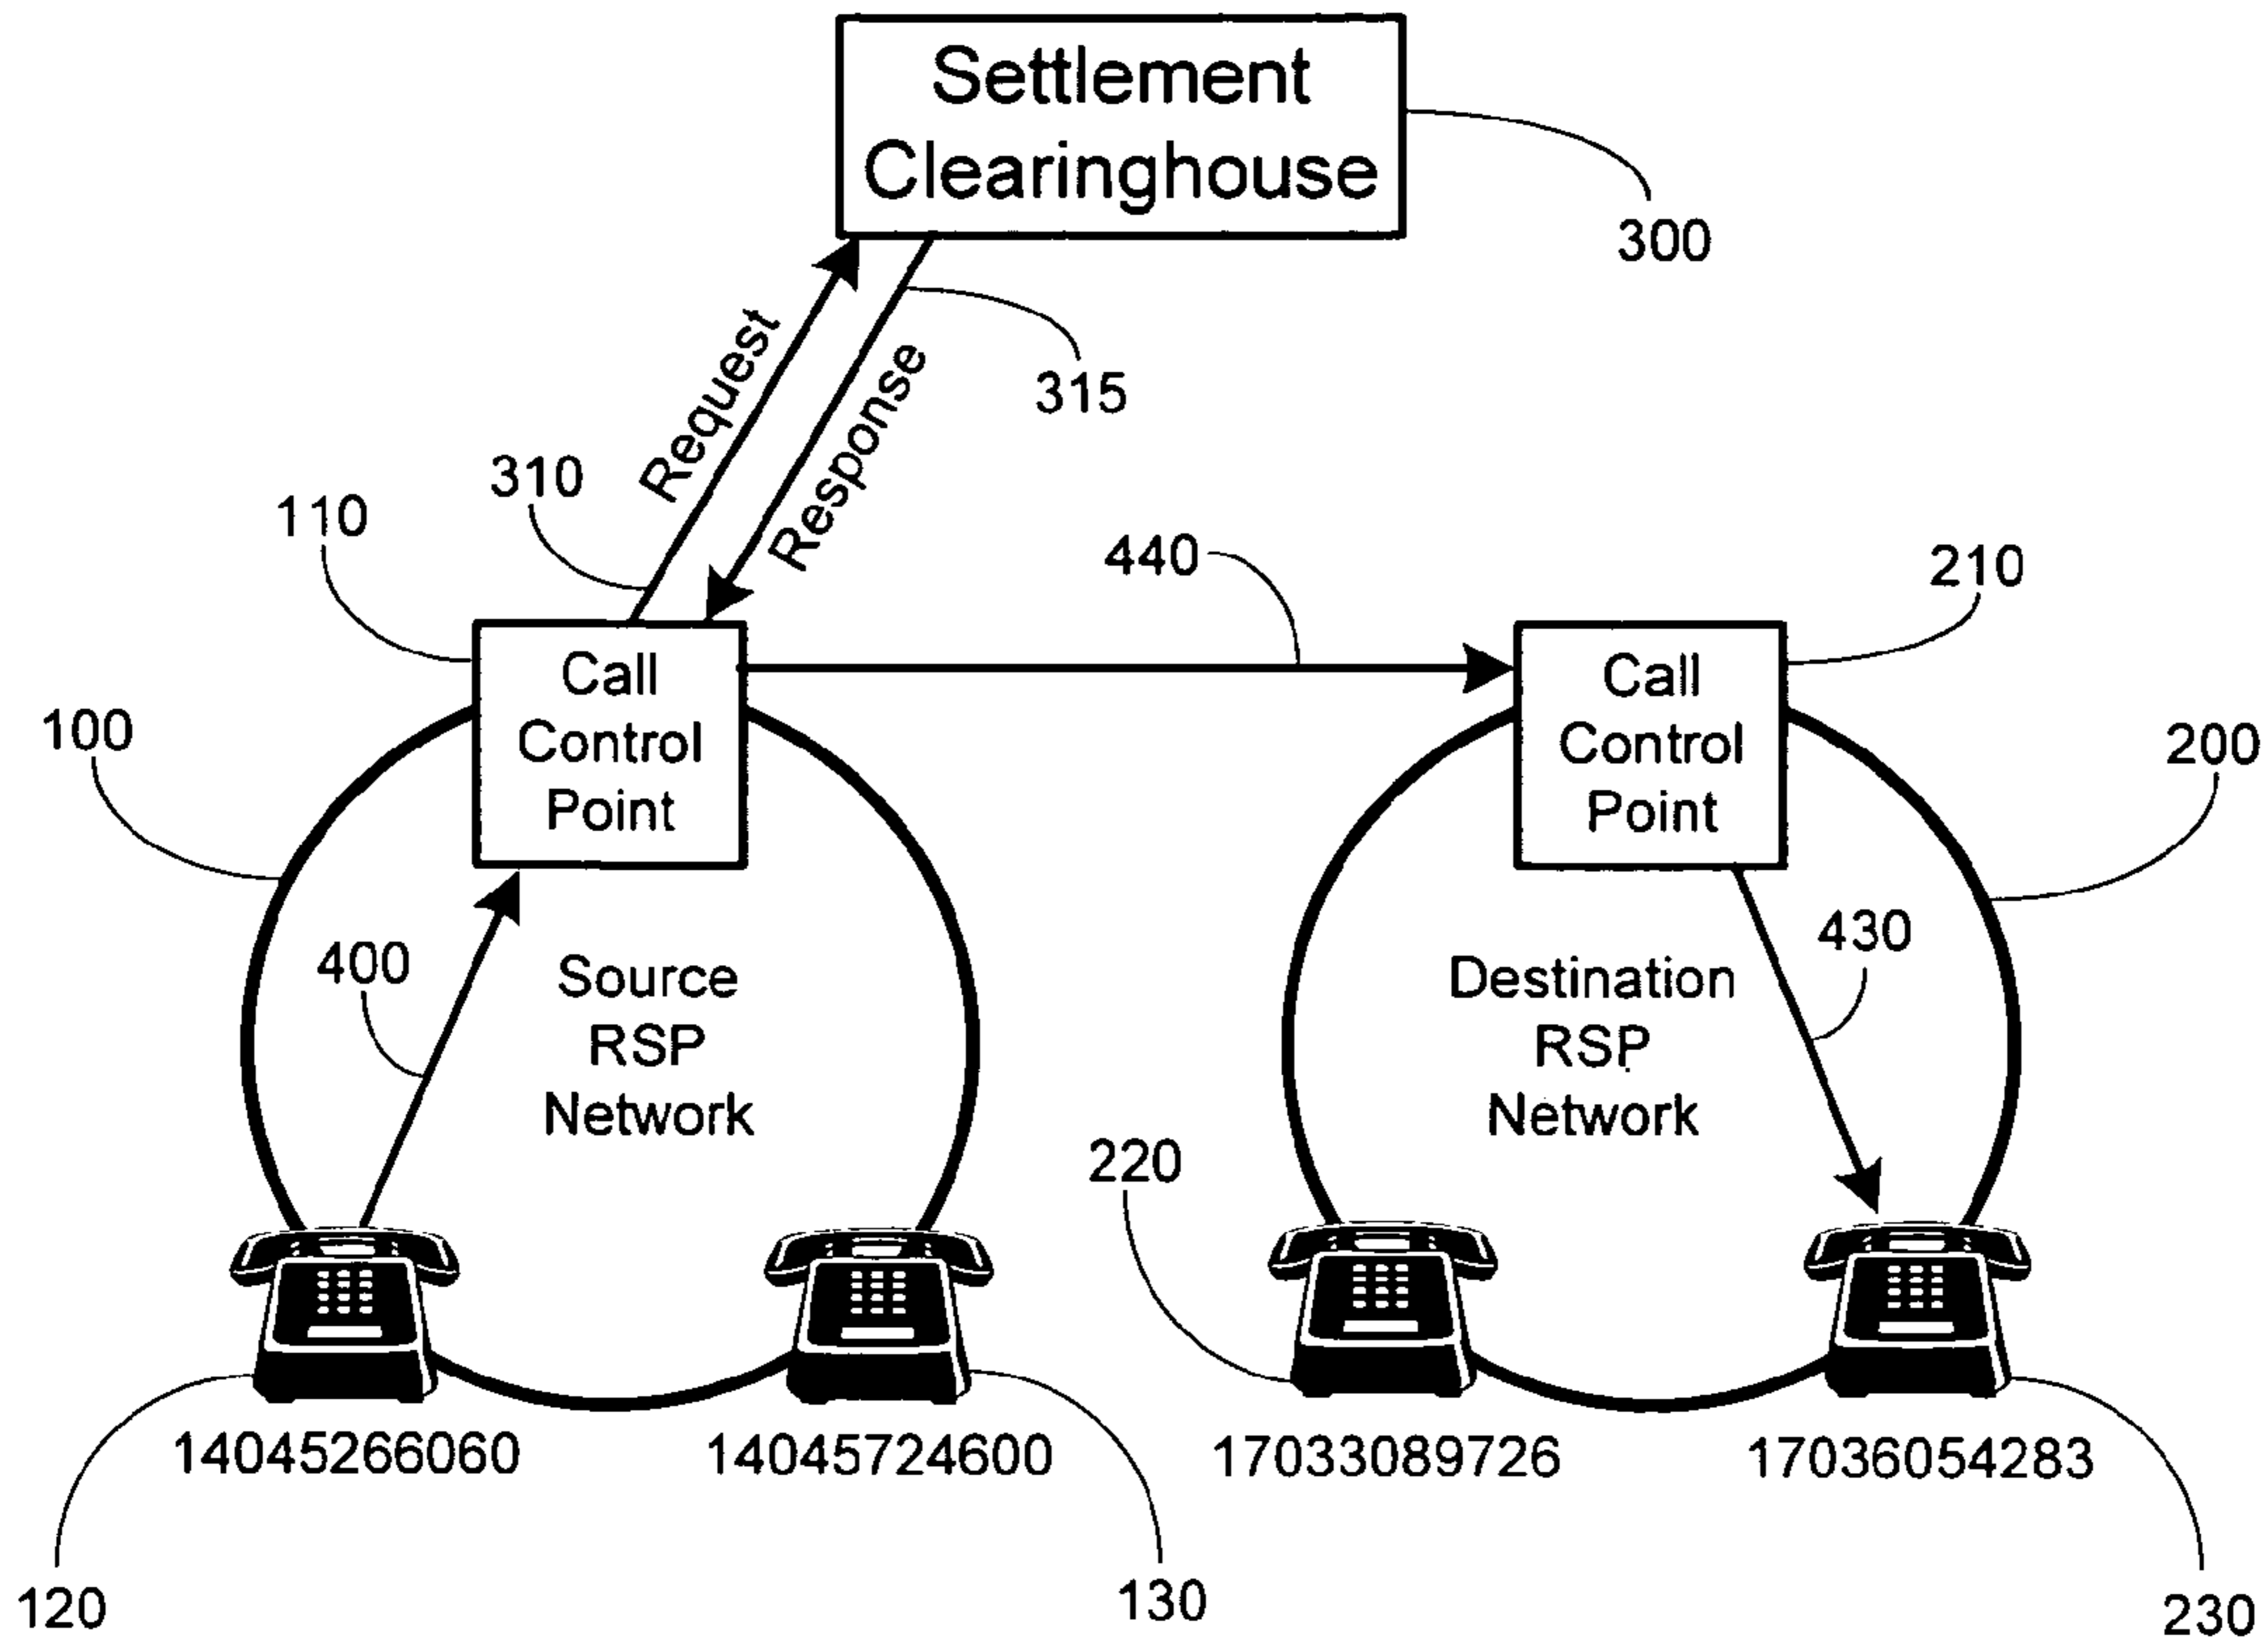 Settlement
Clearinghouse
300
Request
Response
315
310
110
440
210
Call
Control
Point
Call
Control
Point
100
200
400
430
Source
RSP
Network
Destination
RSP
Network
220
14045266060
14045724600
17033089726
17036054283
120
130
230